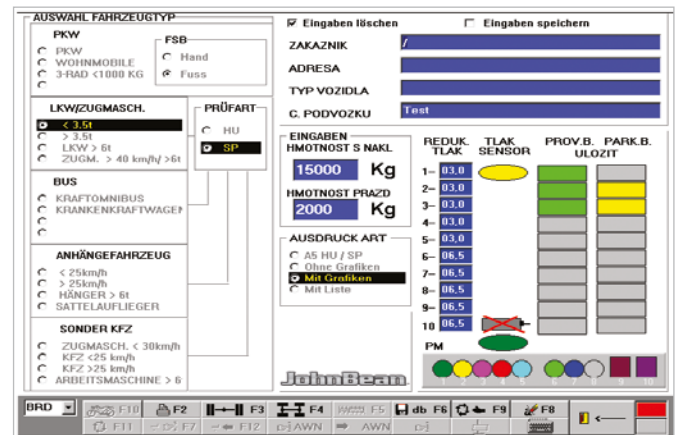 AUSWAHL FAHRZEUGTYP
PKW
PKW
WOHNMOBILE
3-RAD <1000 KG
FSB
Hand
Fuss
LKW/ZUGMASCH.
< 3.5t
> 3.5t
LKW > 6t
ZUGM. > 40 km/h/ >6t
PRÜFART
HU
SP
BUS
KRAFTOMNIBUS
KRANKENKRAFTWAGEN
ANHÄNGEFAHRZEUG
< 25km/h
> 25km/h
HÄNGER > 6t
SATTELAUFLIEGER
SONDER KFZ
ZUGMASCH. < 30km/h
KFZ <25 km/h
KFZ >25 km/h
ARBEITSMASCHINE > 6
Eingaben löschen
Eingaben speichern
ZAKAZNIK /
ADRESA
TYP VOZIDLA
C. PODVOZKU Test
EINGABEN
HMOTNOST S NAKL
15000 Kg
HMOTNOST PRAZD
2000 Kg
AUSDRUCK ART
A5 HU / SP
Ohne Grafiken
Mit Grafiken
Mit Liste
JohnBean
REDUK. TLAK PROV.B. PARK.B.
TLAK SENSOR ULOZIT
1- 03,0
2- 03,0
3- 03,0
4- 03,0
5- 03,0
6- 06,5
7- 06,5
8- 06,5
9- 06,5
10 06,5
PM
1 2 3 4 5 6 7 8 9 10
BRD F10 F2 F3 F4 F5 db F6 F9 F8
F11 F7 F12 AWN AWN